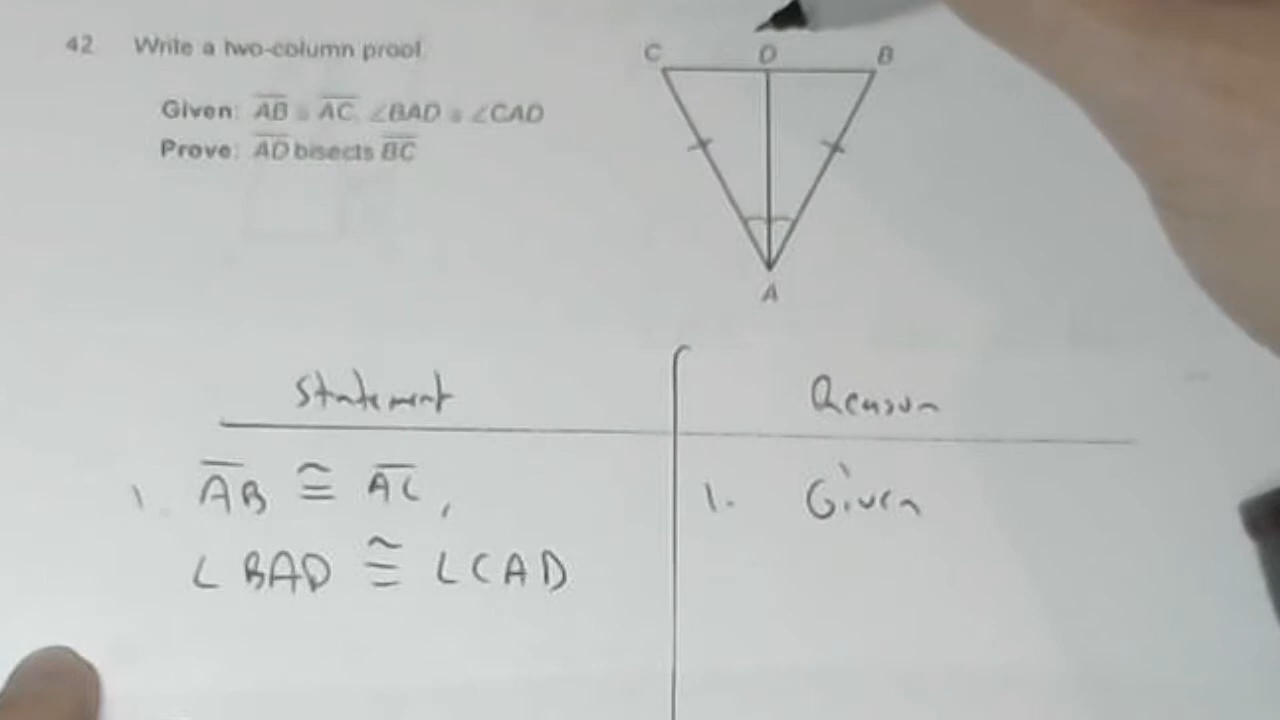 42 Write a two-column proof.
Given: AB ≅ AC, ∠BAD ≅ ∠CAD
Prove: AD bisects BC
C D B
A
Statement Reason
1. AB ≅ AC, 1. Given
∠BAD ≅ ∠CAD